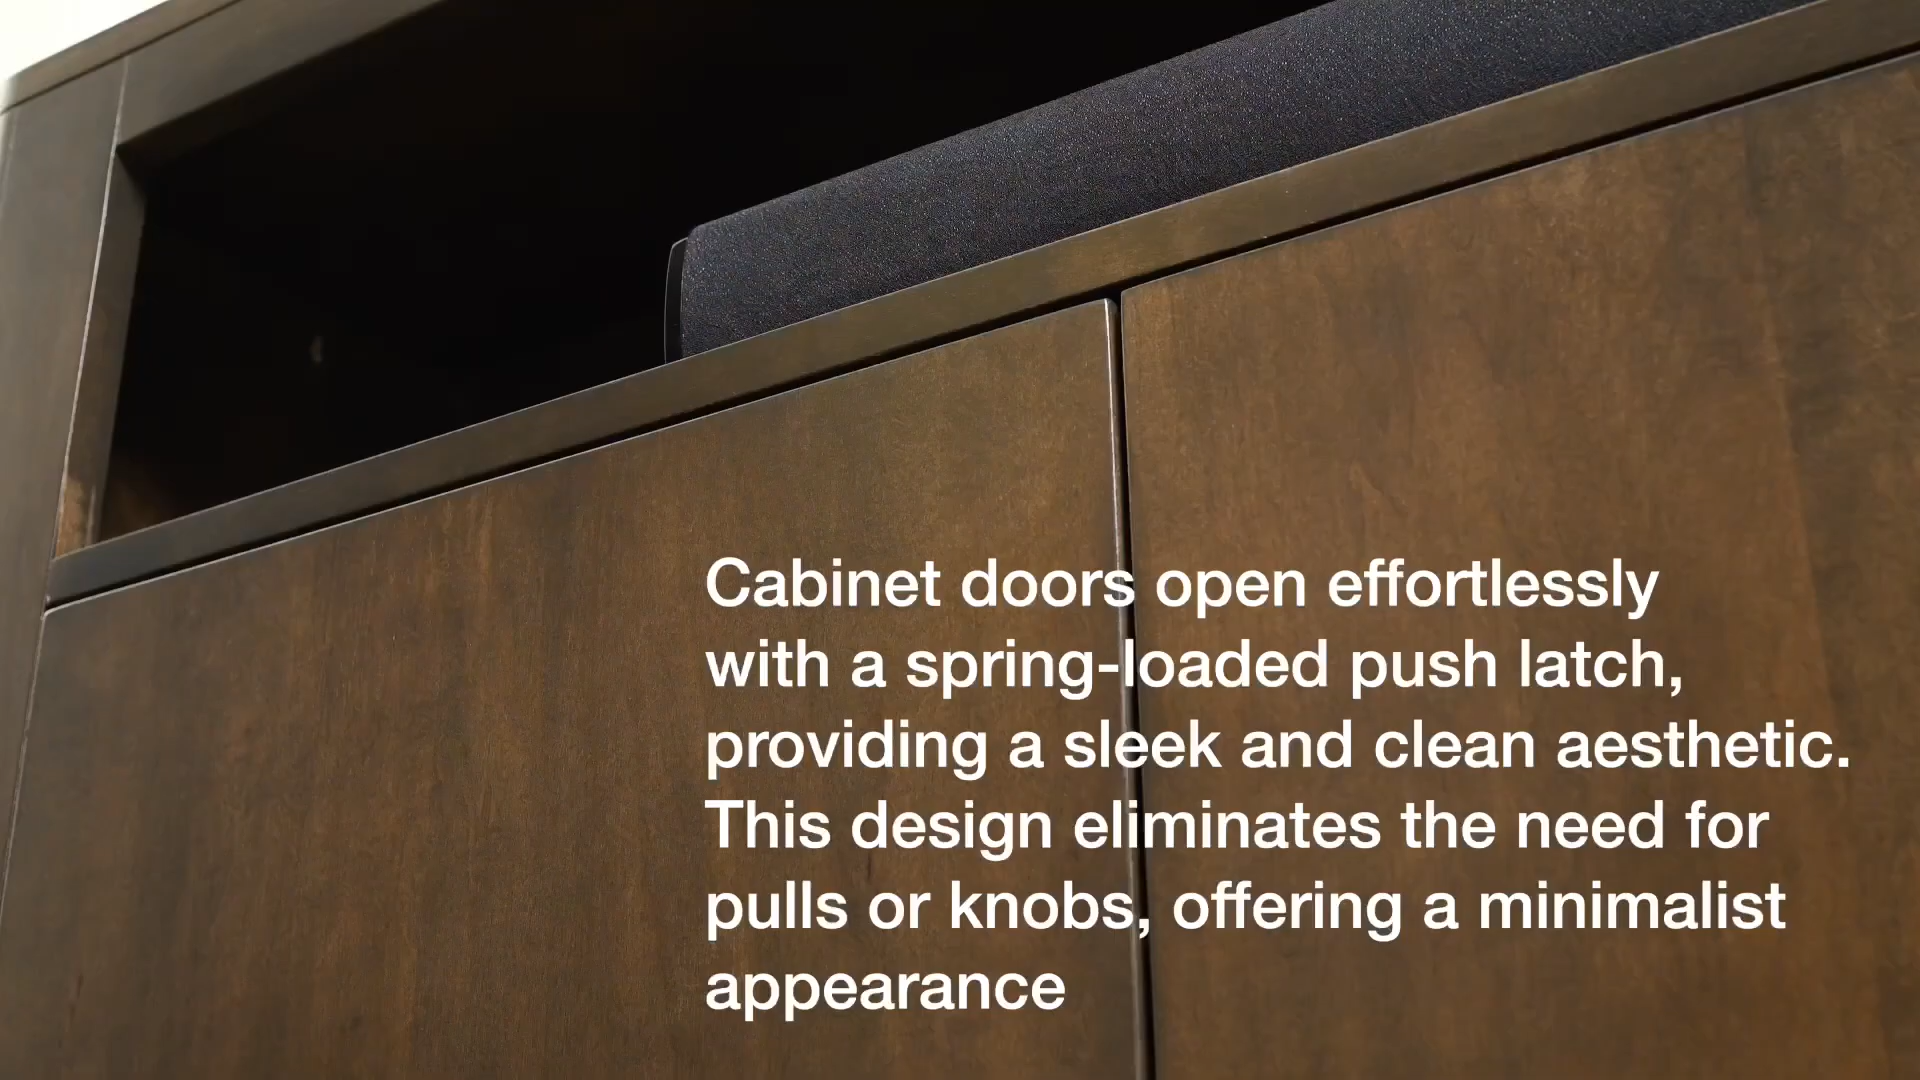 Cabinet doors open effortlessly
with a spring-loaded push latch,
providing a sleek and clean aesthetic.
This design eliminates the need for
pulls or knobs, offering a minimalist
appearance